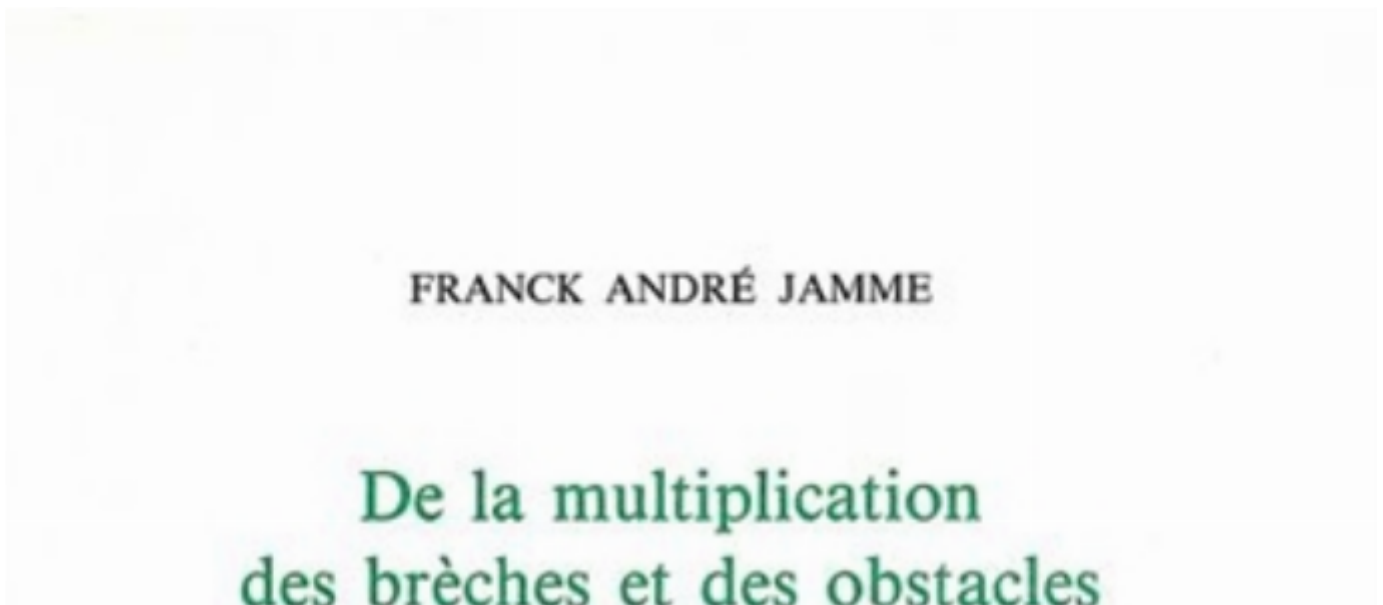 FRANCK ANDRÉ JAMME
De la multiplication
des brèches et des obstacles